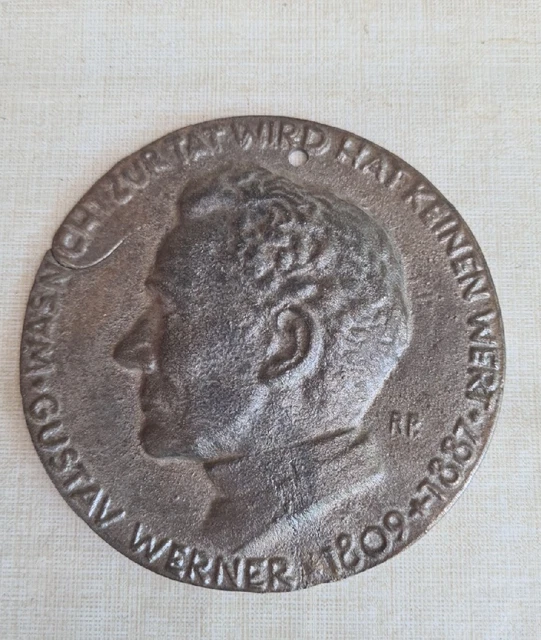 WAS NICHT ZUR TAT WIRD HAT KEINEN WERT · GUSTAV WERNER 1809 + 1887 ·
RP.